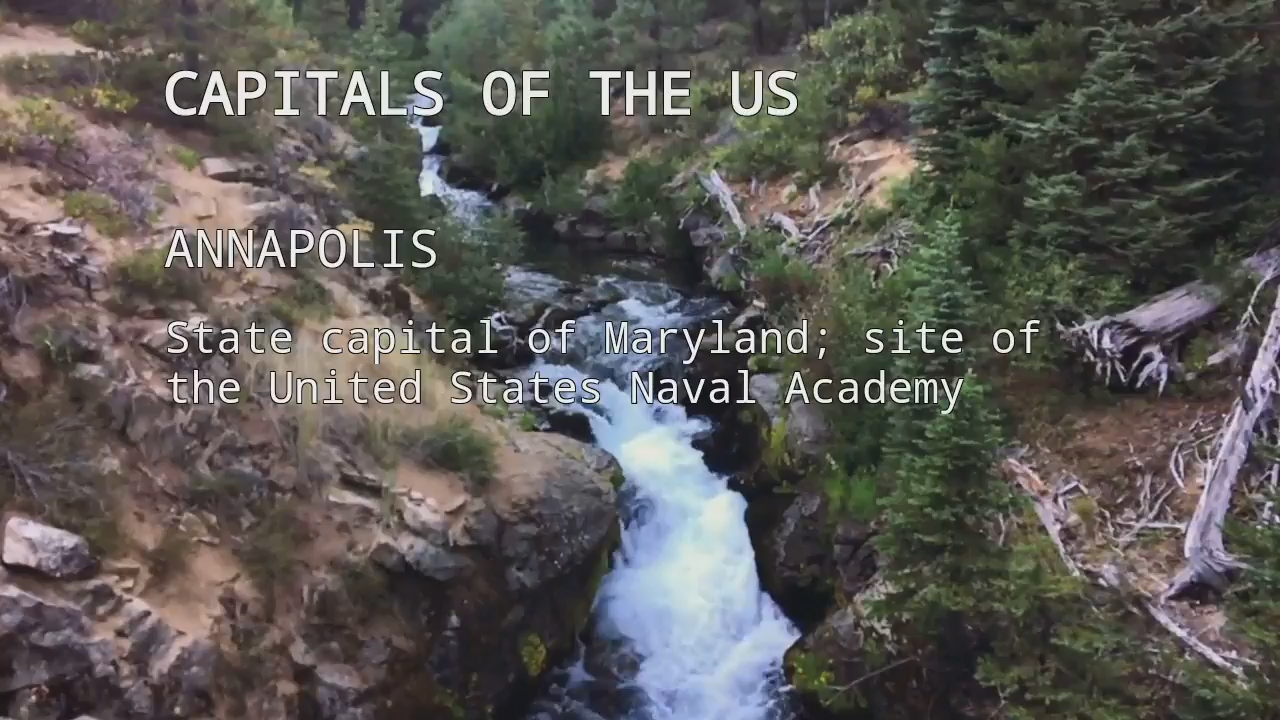 CAPITALS OF THE US
ANNAPOLIS
State capital of Maryland; site of
the United States Naval Academy